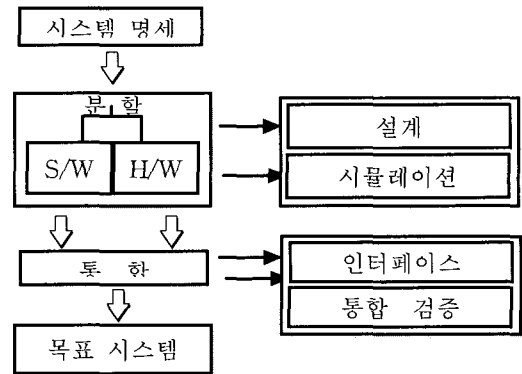 시스템 명세
분 할
S/W H/W
설계
시뮬레이션
통 합
인터페이스
통합 검증
목표 시스템